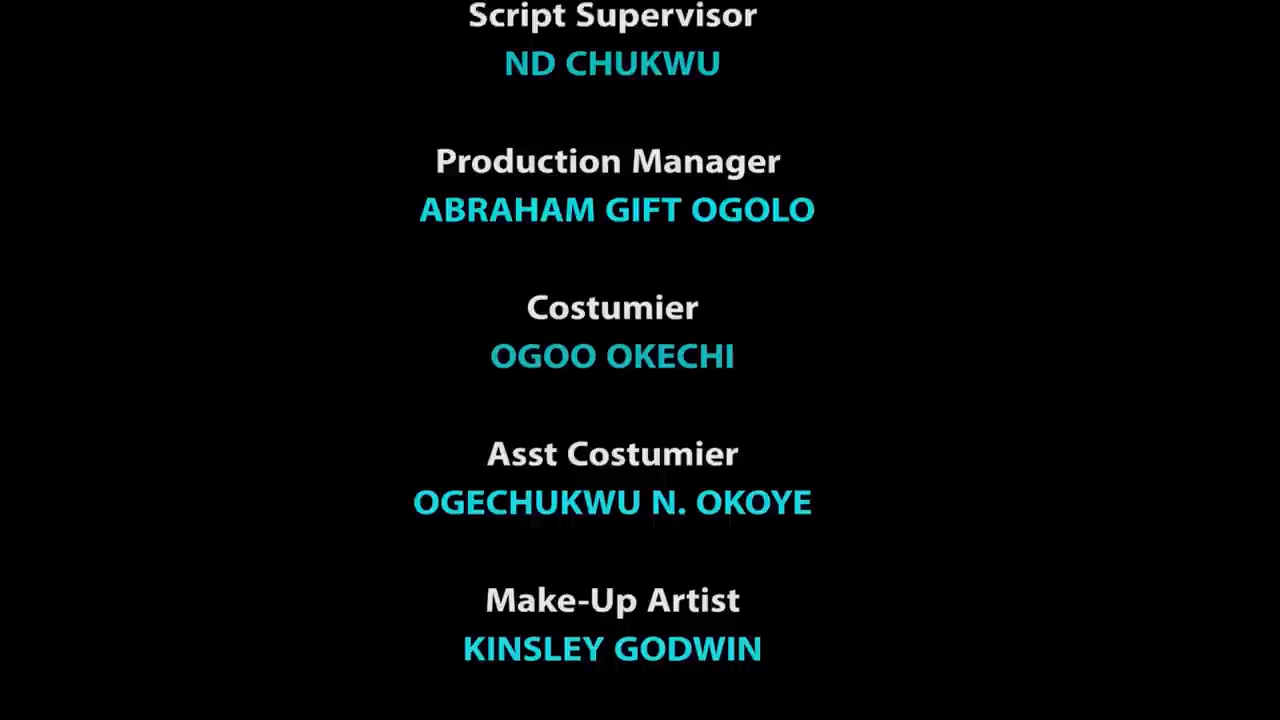 Script Supervisor
ND CHUKWU
Production Manager
ABRAHAM GIFT OGOLO
Costumier
OGOO OKECHI
Asst Costumier
OGECHUKWU N. OKOYE
Make-Up Artist
KINSLEY GODWIN